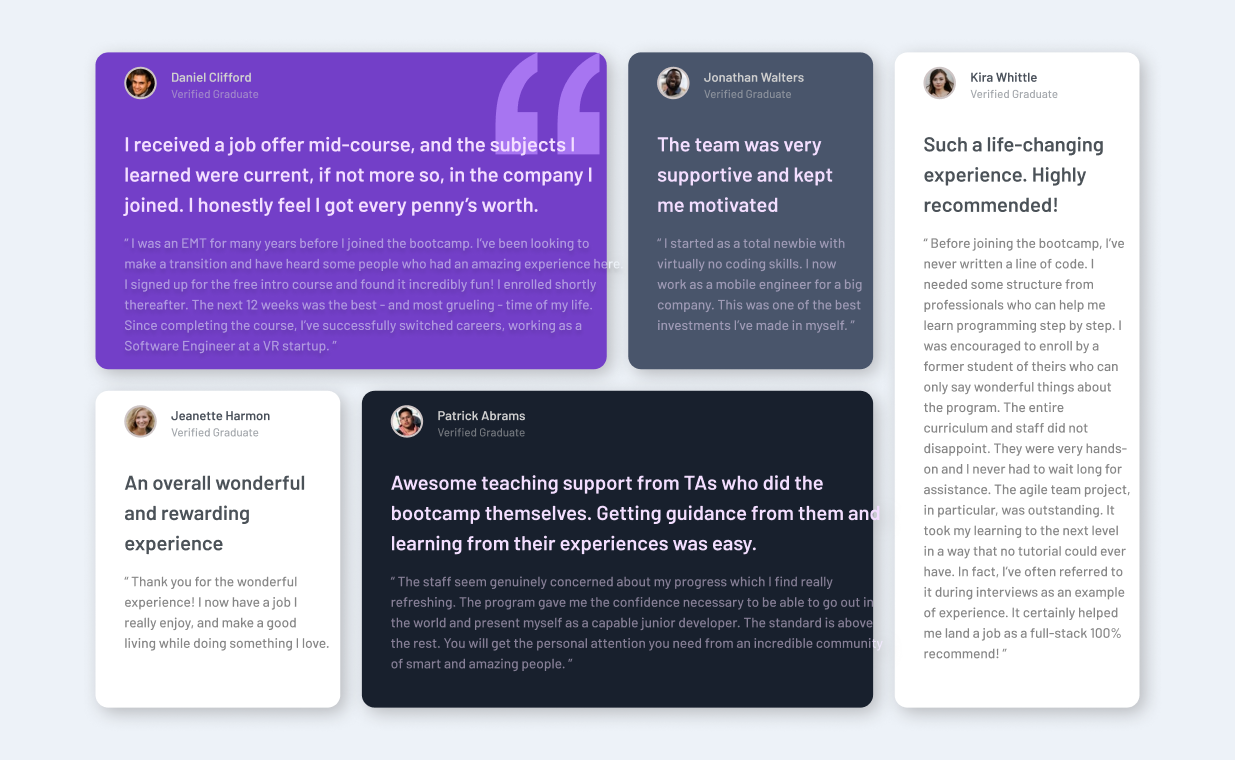 Daniel Clifford
Verified Graduate
I received a job offer mid-course, and the subjects I
learned were current, if not more so, in the company I
joined. I honestly feel I got every penny’s worth.
“ I was an EMT for many years before I joined the bootcamp. I’ve been looking to
make a transition and have heard some people who had an amazing experience here.
I signed up for the free intro course and found it incredibly fun! I enrolled shortly
thereafter. The next 12 weeks was the best - and most grueling - time of my life.
Since completing the course, I’ve successfully switched careers, working as a
Software Engineer at a VR startup. ”
Jonathan Walters
Verified Graduate
The team was very
supportive and kept
me motivated
“ I started as a total newbie with
virtually no coding skills. I now
work as a mobile engineer for a big
company. This was one of the best
investments I’ve made in myself. ”
Kira Whittle
Verified Graduate
Such a life-changing
experience. Highly
recommended!
“ Before joining the bootcamp, I’ve
never written a line of code. I
needed some structure from
professionals who can help me
learn programming step by step. I
was encouraged to enroll by a
former student of theirs who can
only say wonderful things about
the program. The entire
curriculum and staff did not
disappoint. They were very hands-
on and I never had to wait long for
assistance. The agile team project,
in particular, was outstanding. It
took my learning to the next level
in a way that no tutorial could ever
have. In fact, I’ve often referred to
it during interviews as an example
of experience. It certainly helped
me land a job as a full-stack 100%
recommend! ”
Jeanette Harmon
Verified Graduate
An overall wonderful
and rewarding
experience
“ Thank you for the wonderful
experience! I now have a job I
really enjoy, and make a good
living while doing something I love.
Patrick Abrams
Verified Graduate
Awesome teaching support from TAs who did the
bootcamp themselves. Getting guidance from them and
learning from their experiences was easy.
“ The staff seem genuinely concerned about my progress which I find really
refreshing. The program gave me the confidence necessary to be able to go out in
the world and present myself as a capable junior developer. The standard is above
the rest. You will get the personal attention you need from an incredible community
of smart and amazing people. ”